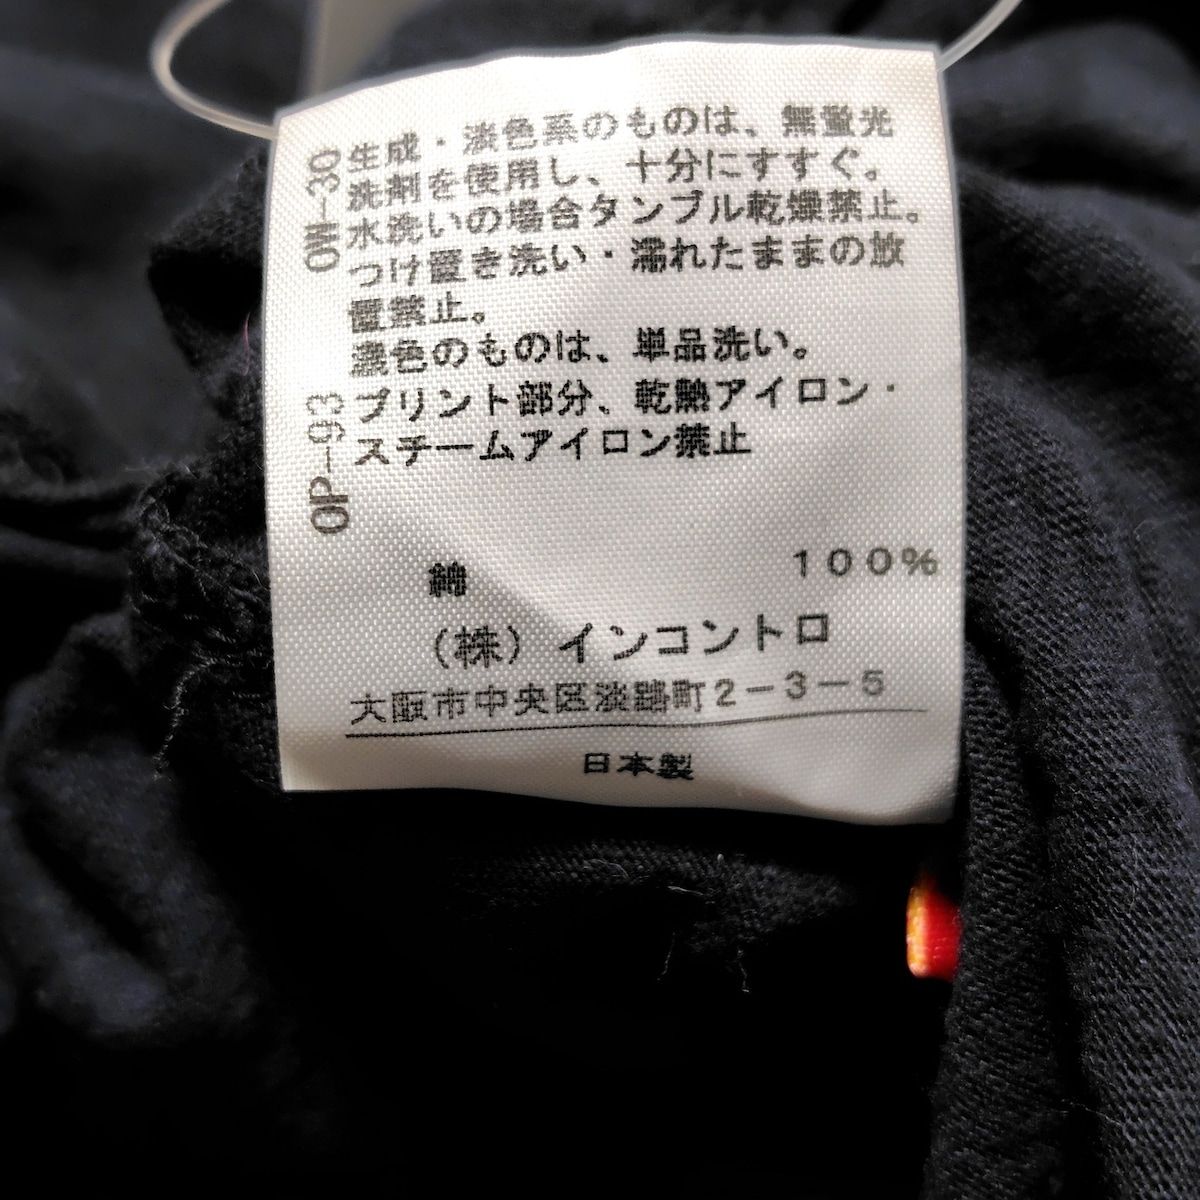 生成・淡色系のものは、無蛍光
洗剤を使用し、十分にすすぐ。
水洗いの場合タンブル乾燥禁止。
つけ置き洗い・濡れたままの放
置禁止。
濃色のものは、単品洗い。
プリント部分、乾熱アイロン・
スチームアイロン禁止
OW-30
OP-93
綿 100%
(株)インコントロ
大阪市中央区淡路町2-3-5
日本製